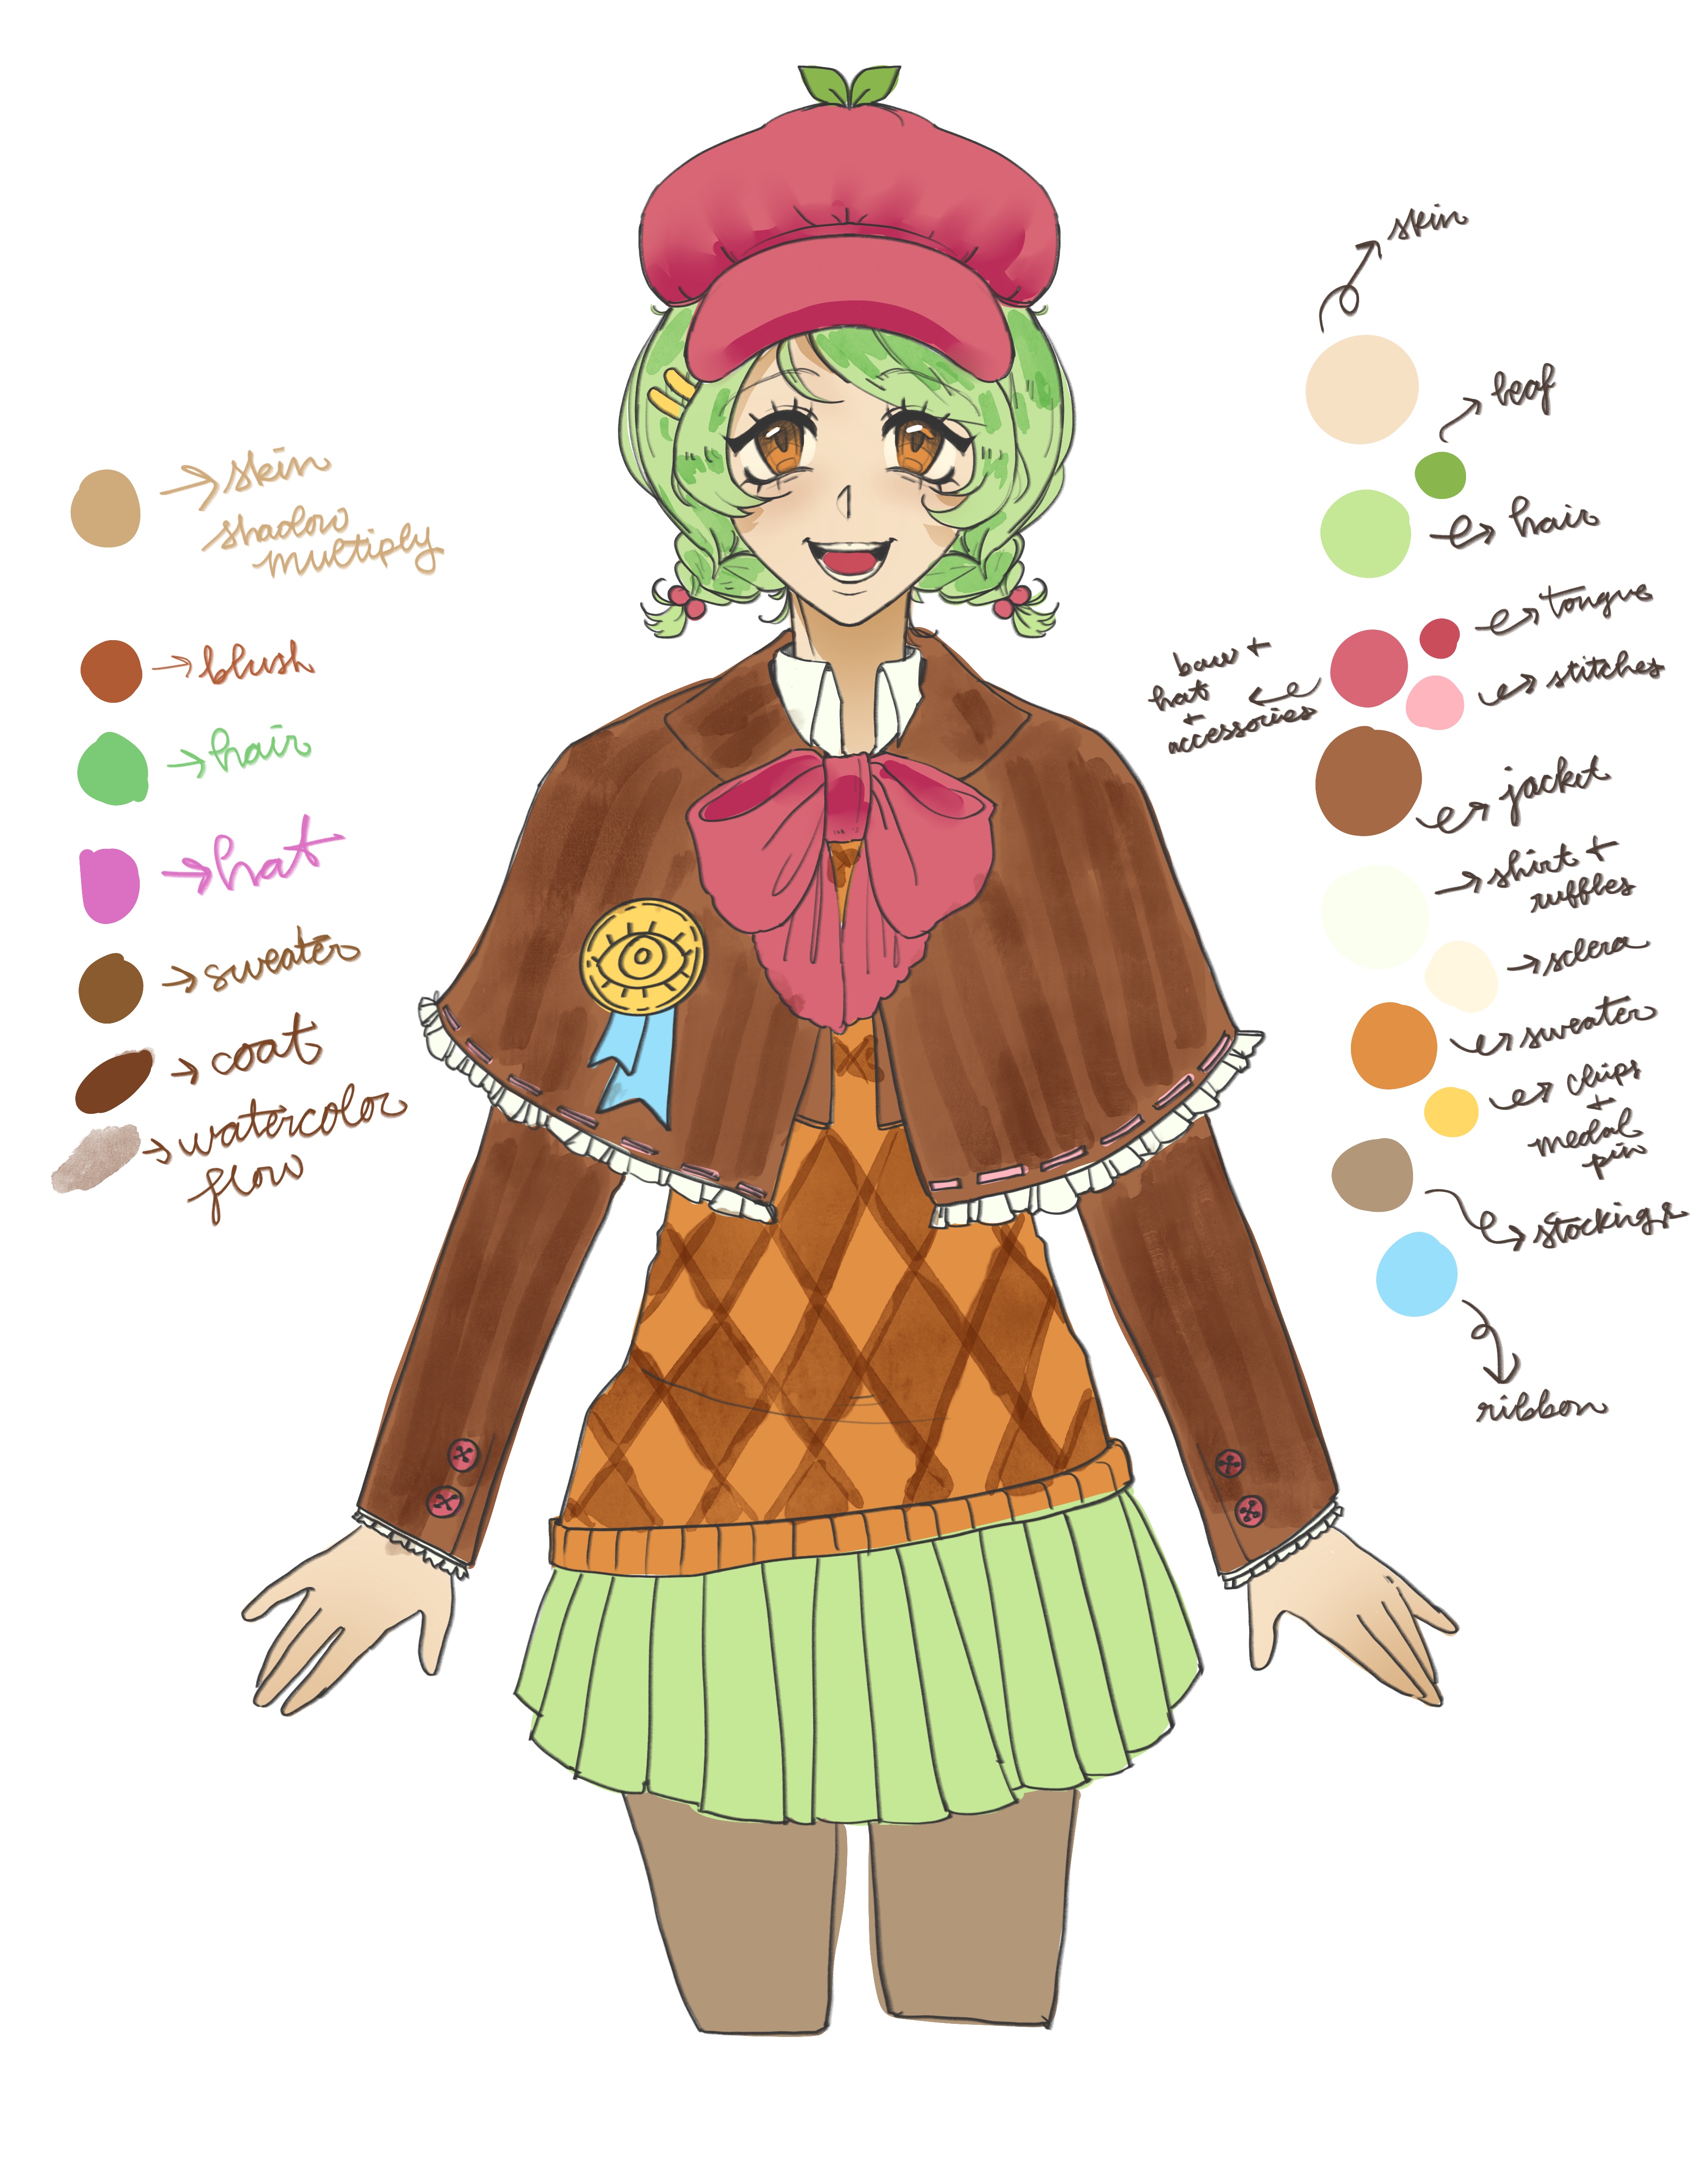 skin
shadow
multiply
blush
hair
hat
sweater
coat
watercolor
flow
skin
leaf
hair
tongue
stitches
bow +
hat
+
accessories
jacket
shirt +
ruffles
sclera
sweater
clips
+
medal
pin
stockings
ribbon